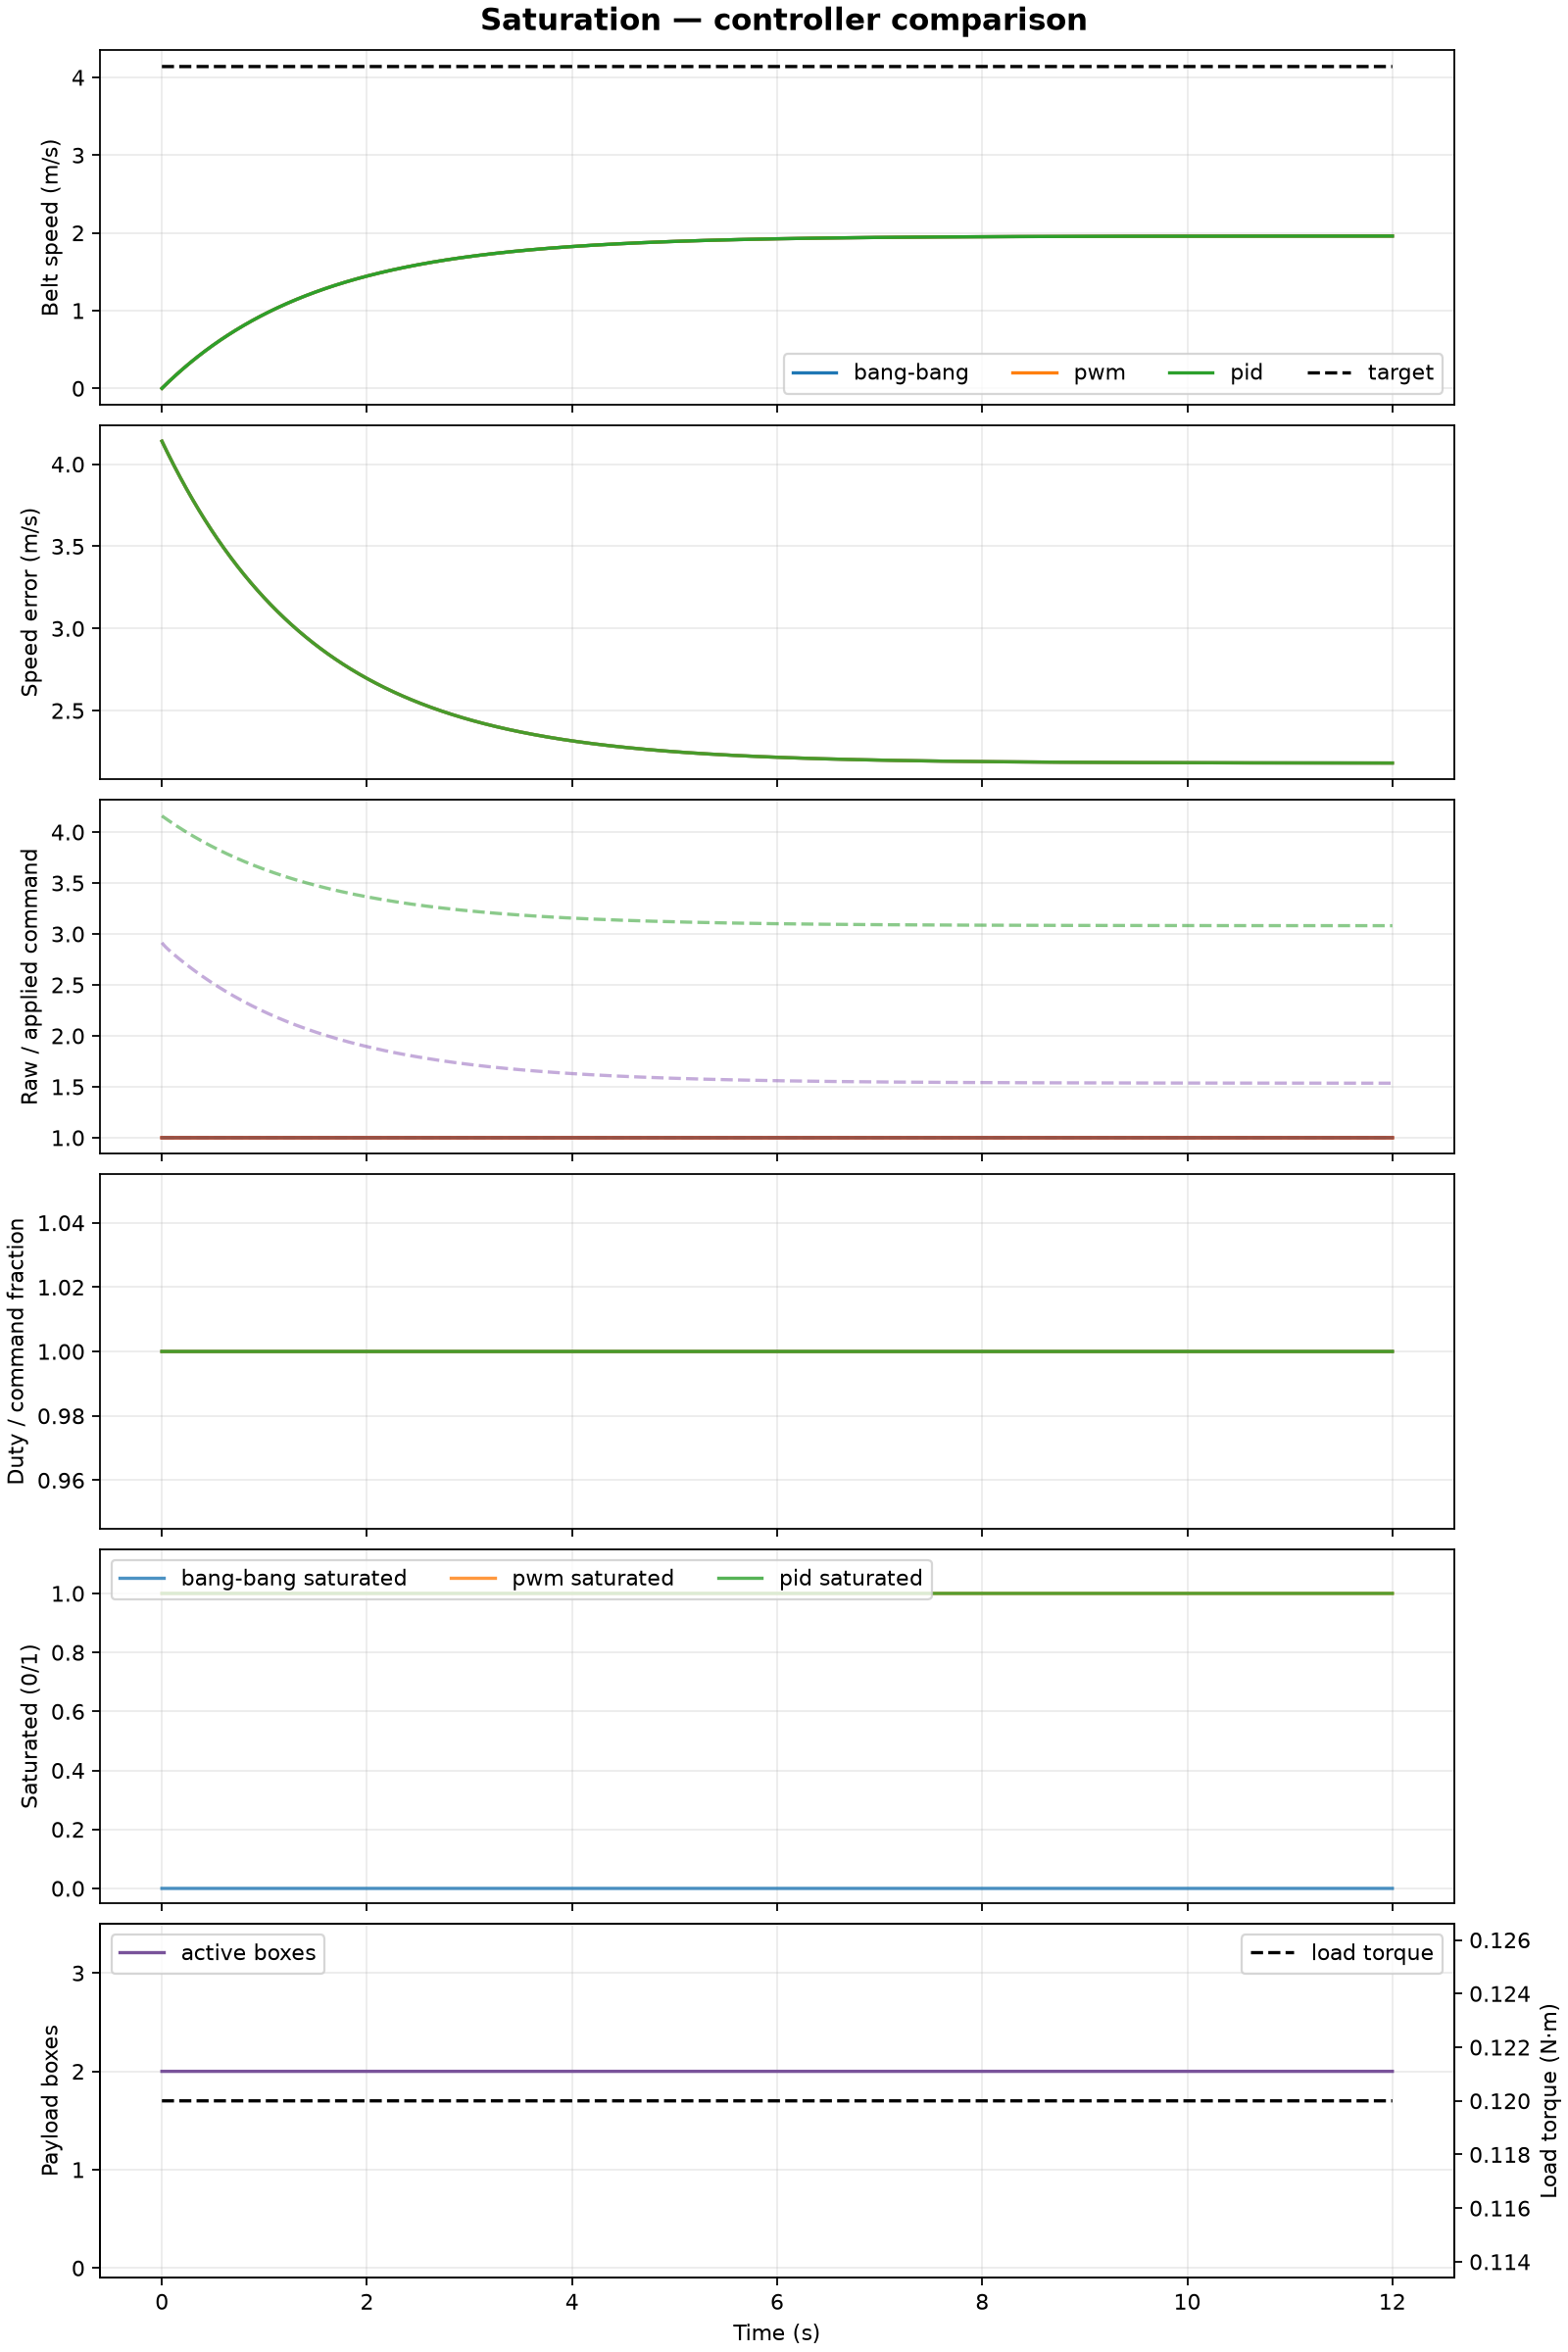 Saturation — controller comparison
4
3
2
1
0
Belt speed (m/s)
bang-bang pwm pid target
4.0
3.5
3.0
2.5
Speed error (m/s)
4.0
3.5
3.0
2.5
2.0
1.5
1.0
Raw / applied command
1.04
1.02
1.00
0.98
0.96
Duty / command fraction
bang-bang saturated pwm saturated pid saturated
1.0
0.8
0.6
0.4
0.2
0.0
Saturated (0/1)
active boxes
load torque
3
2
1
0
Payload boxes
0.126
0.124
0.122
0.120
0.118
0.116
0.114
Load torque (N·m)
0 2 4 6 8 10 12
Time (s)